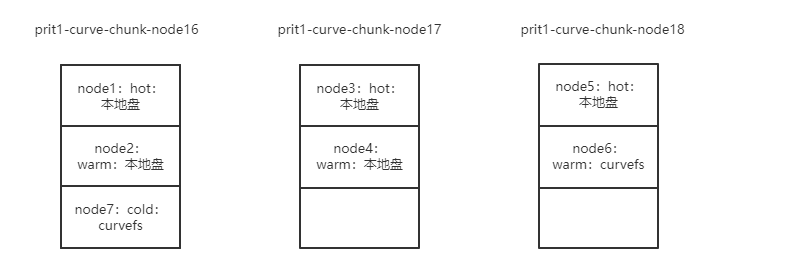 prit1-curve-chunk-node16
prit1-curve-chunk-node17
prit1-curve-chunk-node18
node1：hot：
本地盘
node2：
warm：本地盘
node7：cold：
curvefs
node3：hot：
本地盘
node4：
warm：本地盘
node5：hot：
本地盘
node6：
warm：curvefs